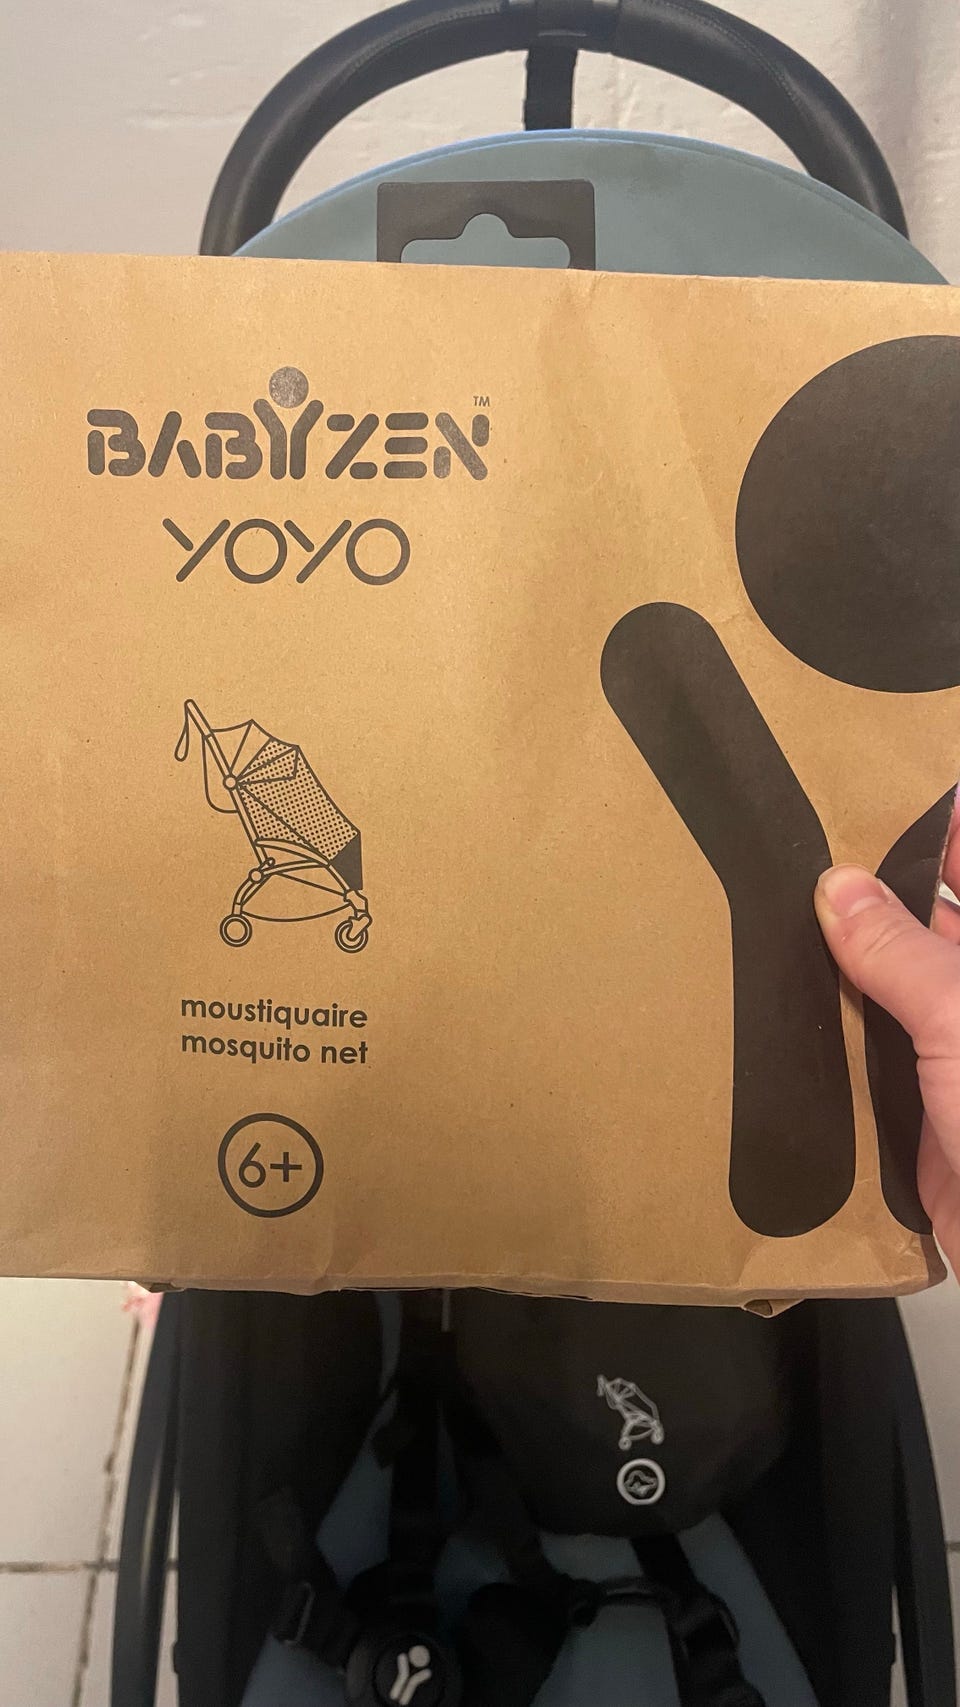 BABYZEN™
YOYO
moustiquaire
mosquito net
6+